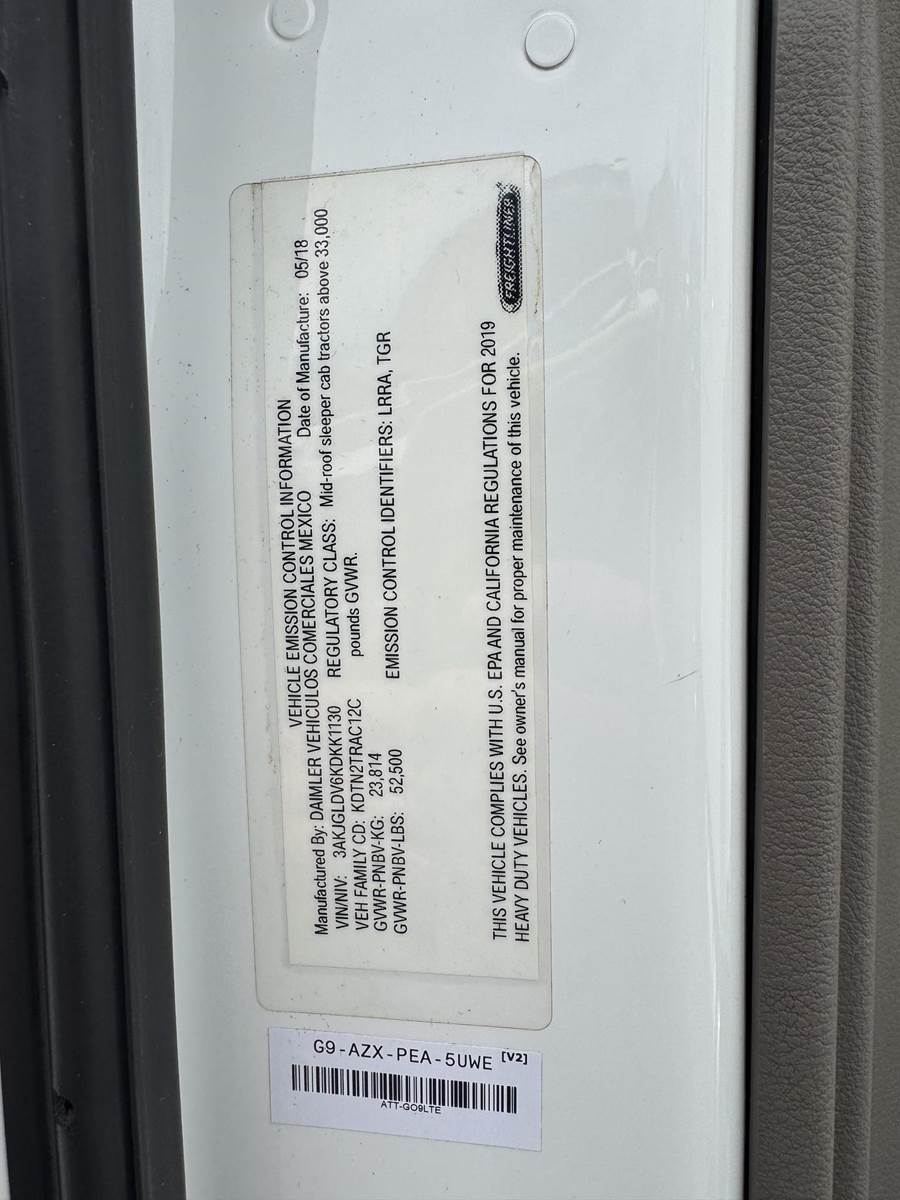 VEHICLE EMISSION CONTROL INFORMATION
Manufactured By: DAIMLER VEHICULOS COMERCIALES MEXICO Date of Manufacture: 05/18
VIN/NIV: 3AKJGLDV6KDKK1130 REGULATORY CLASS: Mid-roof sleeper cab tractors above 33,000
VEH FAMILY CD: KDTN2TRAC12C pounds GVWR.
GVWR-PNBV-KG: 23,814
GVWR-PNBV-LBS: 52,500 EMISSION CONTROL IDENTIFIERS: LRRA, TGR
THIS VEHICLE COMPLIES WITH U.S. EPA AND CALIFORNIA REGULATIONS FOR 2019
HEAVY DUTY VEHICLES. See owner's manual for proper maintenance of this vehicle.
FREIGHTLINER
G9-AZX-PEA-5UWE [V2]
ATT-GO9LTE